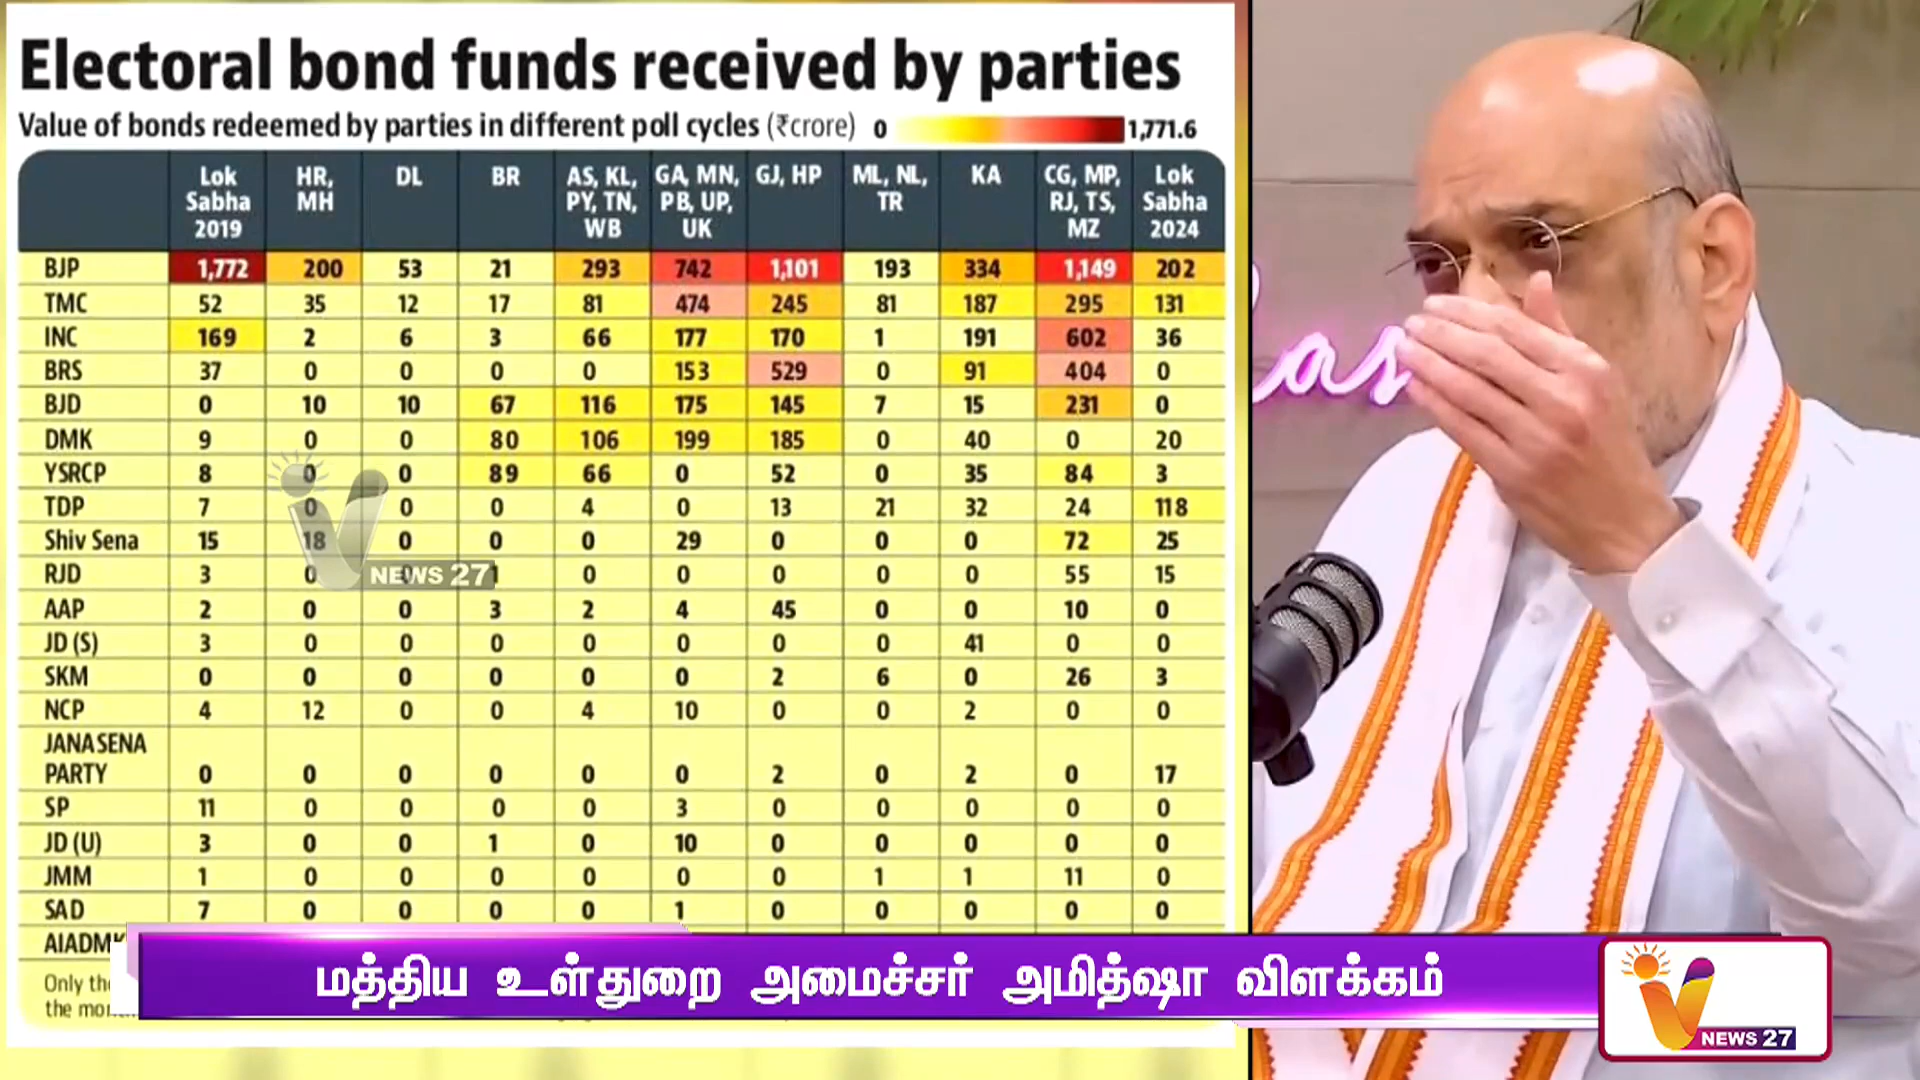 Electoral bond funds received by parties
Value of bonds redeemed by parties in different poll cycles (₹crore) 0 1,771.6
Lok Sabha 2019 HR, MH DL BR AS, KL, PY, TN, WB GA, MN, PB, UP, UK GJ, HP ML, NL, TR KA CG, MP, RJ, TS, MZ Lok Sabha 2024
BJP 1,772 200 53 21 293 742 1,101 193 334 1,149 202
TMC 52 35 12 17 81 474 245 81 187 295 131
INC 169 2 6 3 66 177 170 1 191 602 36
BRS 37 0 0 0 0 153 529 0 91 404 0
BJD 0 10 10 67 116 175 145 7 15 231 0
DMK 9 0 0 80 106 199 185 0 40 0 20
YSRCP 8 0 0 89 66 0 52 0 35 84 3
TDP 7 0 0 0 4 0 13 21 32 24 118
Shiv Sena 15 18 0 0 0 29 0 0 0 72 25
RJD 3 0 0 1 0 0 0 0 0 55 15
NEWS 27
AAP 2 0 0 3 2 4 45 0 0 10 0
JD (S) 3 0 0 0 0 0 0 0 41 0 0
SKM 0 0 0 0 0 0 2 6 0 26 3
NCP 4 12 0 0 4 10 0 0 2 0 0
JANASENA
PARTY 0 0 0 0 0 0 2 0 2 0 17
SP 11 0 0 0 0 3 0 0 0 0 0
JD (U) 3 0 0 1 0 10 0 0 0 0 0
JMM 1 0 0 0 0 0 0 1 1 11 0
SAD 7 0 0 0 0 1 0 0 0 0 0
AIADMK
Only the
the
மத்திய உள்துறை அமைச்சர் அமித்ஷா விளக்கம்
NEWS 27